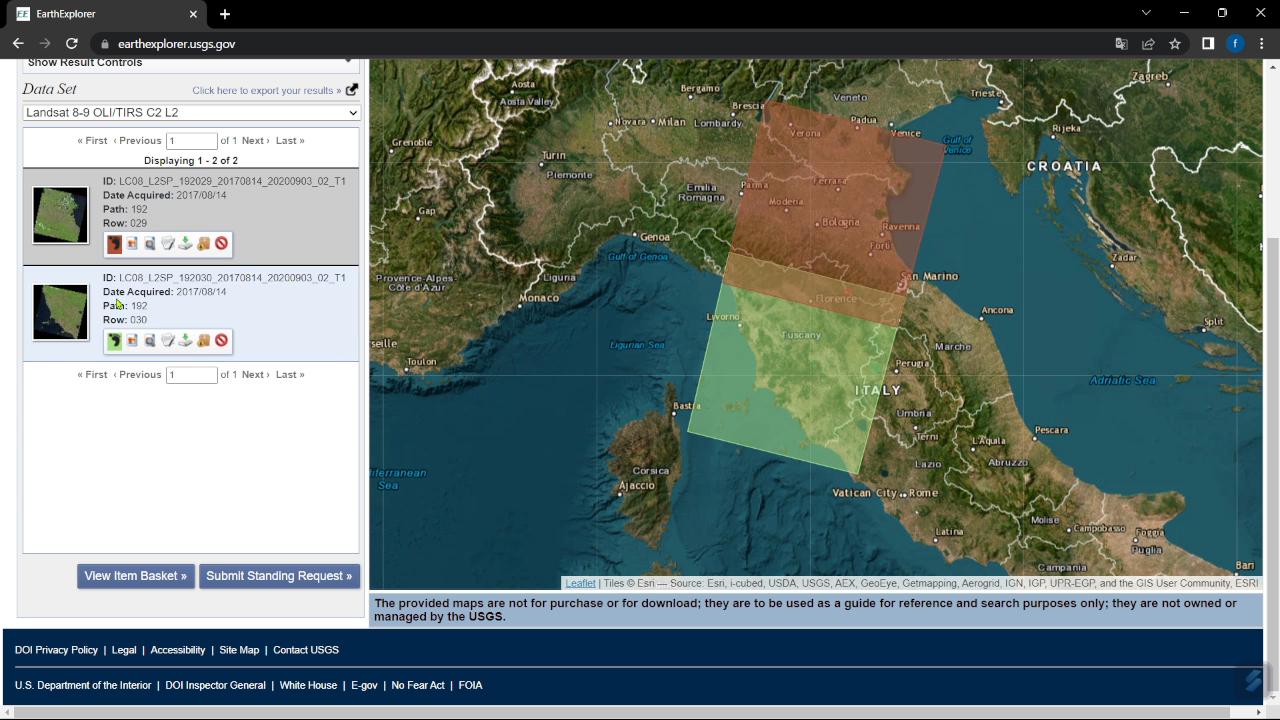 EarthExplorer
earthexplorer.usgs.gov
f
Show Result Controls
Data Set
Click here to export your results »
Landsat 8-9 OLI/TIRS C2 L2
« First ‹ Previous 1 of 1 Next › Last »
Displaying 1 - 2 of 2
ID: LC08_L2SP_192029_20170814_20200903_02_T1
Date Acquired: 2017/08/14
Path: 192
Row: 029
ID: LC08_L2SP_192030_20170814_20200903_02_T1
Date Acquired: 2017/08/14
Path: 192
Row: 030
« First ‹ Previous 1 of 1 Next › Last »
View Item Basket »
Submit Standing Request »
Zagreb
Aosta
Bergamo
Trieste
Veneto
Aosta Valley
Brescia
Novara
Milan
Lombardy
Padua
Verona
Venice
Rijeka
Grenoble
Gulf of
Venice
Turin
CROATIA
Piemonte
Parma
Ferrara
Emilia
Romagna
Modena
Gap
Bologna
Ravenna
Genoa
Forlì
Gulf of Genoa
Zadar
San Marino
Provence-Alpes-
Côte d'Azur
Liguria
Monaco
Florence
Livorno
Ancona
Split
seille
Tuscany
Ligurian Sea
Marche
Toulon
Perugia
Adriatic Sea
ITALY
Bastia
Umbria
Pescara
Terni
L'Aquila
Abruzzo
Lazio
Corsica
diterranean
Sea
Ajaccio
Vatican City
Rome
Molise
Campobasso
Latina
Foggia
Puglia
Campania
Bari
Leaflet | Tiles © Esri — Source: Esri, i-cubed, USDA, USGS, AEX, GeoEye, Getmapping, Aerogrid, IGN, IGP, UPR-EGP, and the GIS User Community, ESRI
The provided maps are not for purchase or for download; they are to be used as a guide for reference and search purposes only; they are not owned or
managed by the USGS.
DOI Privacy Policy | Legal | Accessibility | Site Map | Contact USGS
U.S. Department of the Interior | DOI Inspector General | White House | E-gov | No Fear Act | FOIA